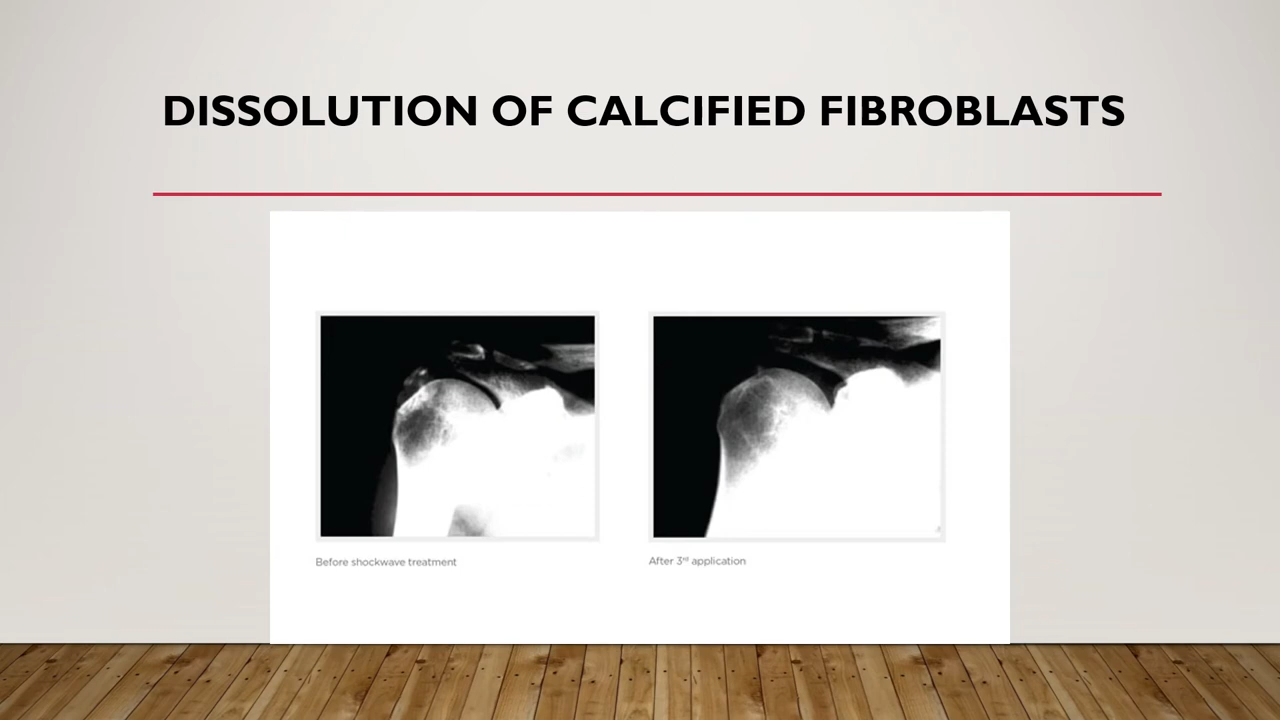 DISSOLUTION OF CALCIFIED FIBROBLASTS
Before shockwave treatment
After 3rd application